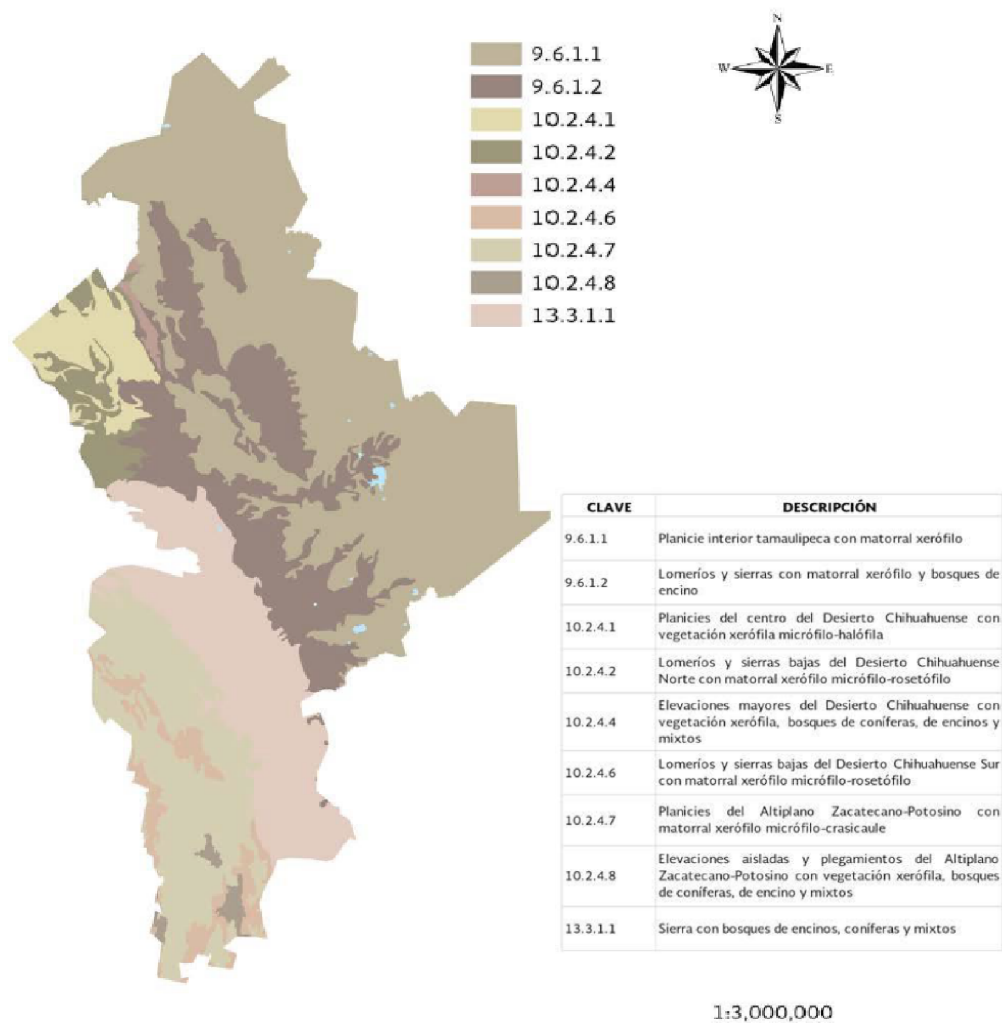 N
W E
S
9.6.1.1
9.6.1.2
10.2.4.1
10.2.4.2
10.2.4.4
10.2.4.6
10.2.4.7
10.2.4.8
13.3.1.1
CLAVE DESCRIPCIÓN
9.6.1.1 Planicie interior tamaulipeca con matorral xerófilo
9.6.1.2 Lomeríos y sierras con matorral xerófilo y bosques de
encino
10.2.4.1 Planicies del centro del Desierto Chihuahuense con
vegetación xerófila micrófilo-halófila
10.2.4.2 Lomeríos y sierras bajas del Desierto Chihuahuense
Norte con matorral xerófilo micrófilo-rosetófilo
10.2.4.4 Elevaciones mayores del Desierto Chihuahuense con
vegetación xerófila, bosques de coníferas, de encinos y
mixtos
10.2.4.6 Lomeríos y sierras bajas del Desierto Chihuahuense Sur
con matorral xerófilo micrófilo-rosetófilo
10.2.4.7 Planicies del Altiplano Zacatecano-Potosino con
matorral xerófilo micrófilo-crasicaule
10.2.4.8 Elevaciones aisladas y plegamientos del Altiplano
Zacatecano-Potosino con vegetación xerófila, bosques
de coníferas, de encino y mixtos
13.3.1.1 Sierra con bosques de encinos, coníferas y mixtos
1:3,000,000